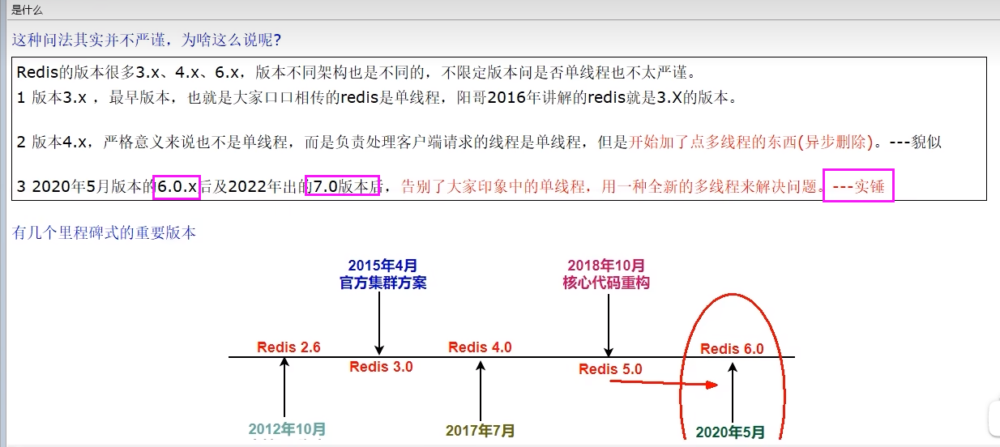 是什么
这种问法其实并不严谨，为啥这么说呢?
Redis的版本很多3.x、4.x、6.x，版本不同架构也是不同的，不限定版本问是否单线程也不太严谨。
1 版本3.x ，最早版本，也就是大家口口相传的redis是单线程，阳哥2016年讲解的redis就是3.X的版本。
2 版本4.x，严格意义来说也不是单线程，而是负责处理客户端请求的线程是单线程，但是开始加了点多线程的东西(异步删除)。---貌似
3 2020年5月版本的6.0.x后及2022年出的7.0版本后，告别了大家印象中的单线程，用一种全新的多线程来解决问题。---实锤
有几个里程碑式的重要版本
2015年4月
官方集群方案
2018年10月
核心代码重构
Redis 2.6
Redis 3.0
Redis 4.0
Redis 5.0
Redis 6.0
2012年10月
2017年7月
2020年5月